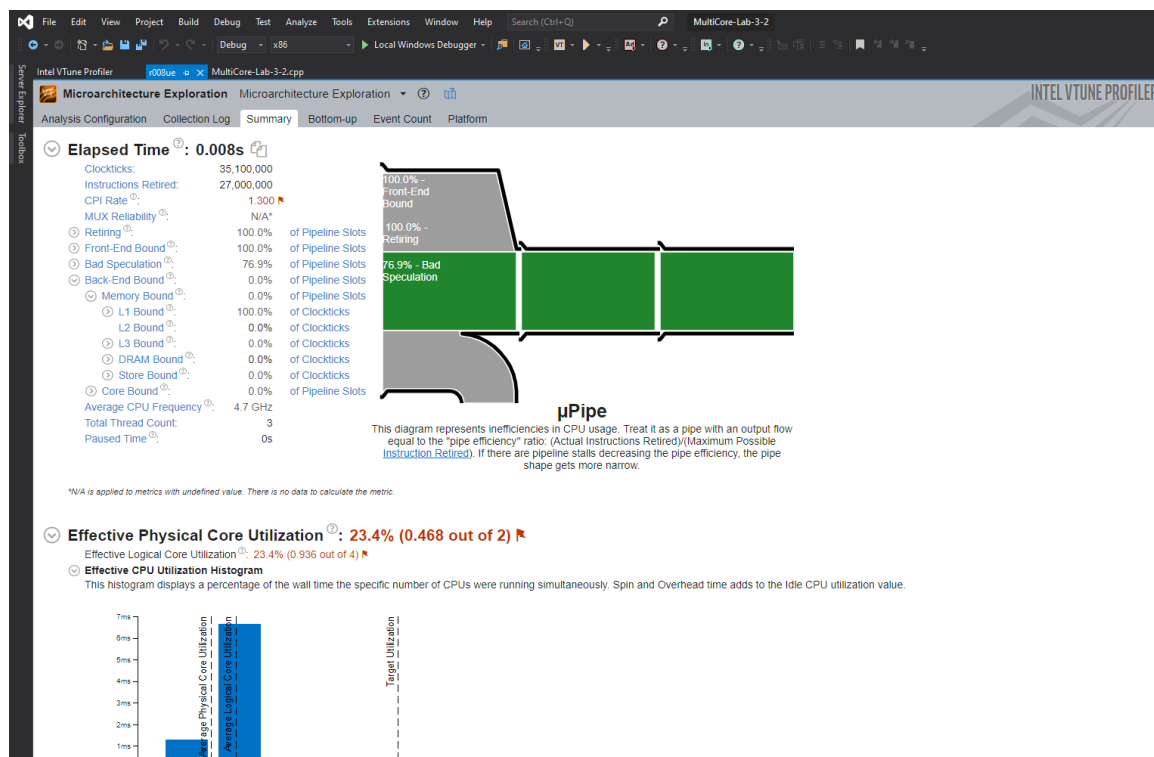 File Edit View Project Build Debug Test Analyze Tools Extensions Window Help Search (Ctrl+Q) MultiCore-Lab-3-2
Debug x86 Local Windows Debugger
Server Explorer
Toolbox
Intel VTune Profiler r008ue MultiCore-Lab-3-2.cpp
Microarchitecture Exploration Microarchitecture Exploration INTEL VTUNE PROFILER
Analysis Configuration Collection Log Summary Bottom-up Event Count Platform
Elapsed Time: 0.008s
Clockticks: 35,100,000
Instructions Retired: 27,000,000
CPI Rate: 1.300
MUX Reliability: N/A*
Retiring: 100.0% of Pipeline Slots
Front-End Bound: 100.0% of Pipeline Slots
Bad Speculation: 76.9% of Pipeline Slots
Back-End Bound: 0.0% of Pipeline Slots
Memory Bound: 0.0% of Pipeline Slots
L1 Bound: 100.0% of Clockticks
L2 Bound: 0.0% of Clockticks
L3 Bound: 0.0% of Clockticks
DRAM Bound: 0.0% of Clockticks
Store Bound: 0.0% of Clockticks
Core Bound: 0.0% of Pipeline Slots
Average CPU Frequency: 4.7 GHz
Total Thread Count: 3
Paused Time: 0s
100.0% -
Front-End
Bound
100.0% -
Retiring
76.9% - Bad
Speculation
µPipe
This diagram represents inefficiencies in CPU usage. Treat it as a pipe with an output flow
equal to the "pipe efficiency" ratio: (Actual Instructions Retired)/(Maximum Possible
Instruction Retired). If there are pipeline stalls decreasing the pipe efficiency, the pipe
shape gets more narrow.
*N/A is applied to metrics with undefined value. There is no data to calculate the metric.
Effective Physical Core Utilization: 23.4% (0.468 out of 2)
Effective Logical Core Utilization: 23.4% (0.936 out of 4)
Effective CPU Utilization Histogram
This histogram displays a percentage of the wall time the specific number of CPUs were running simultaneously. Spin and Overhead time adds to the Idle CPU utilization value.
7ms
6ms
5ms
4ms
3ms
2ms
1ms
Average Physical Core Utilization
Average Logical Core Utilization
Target Utilization